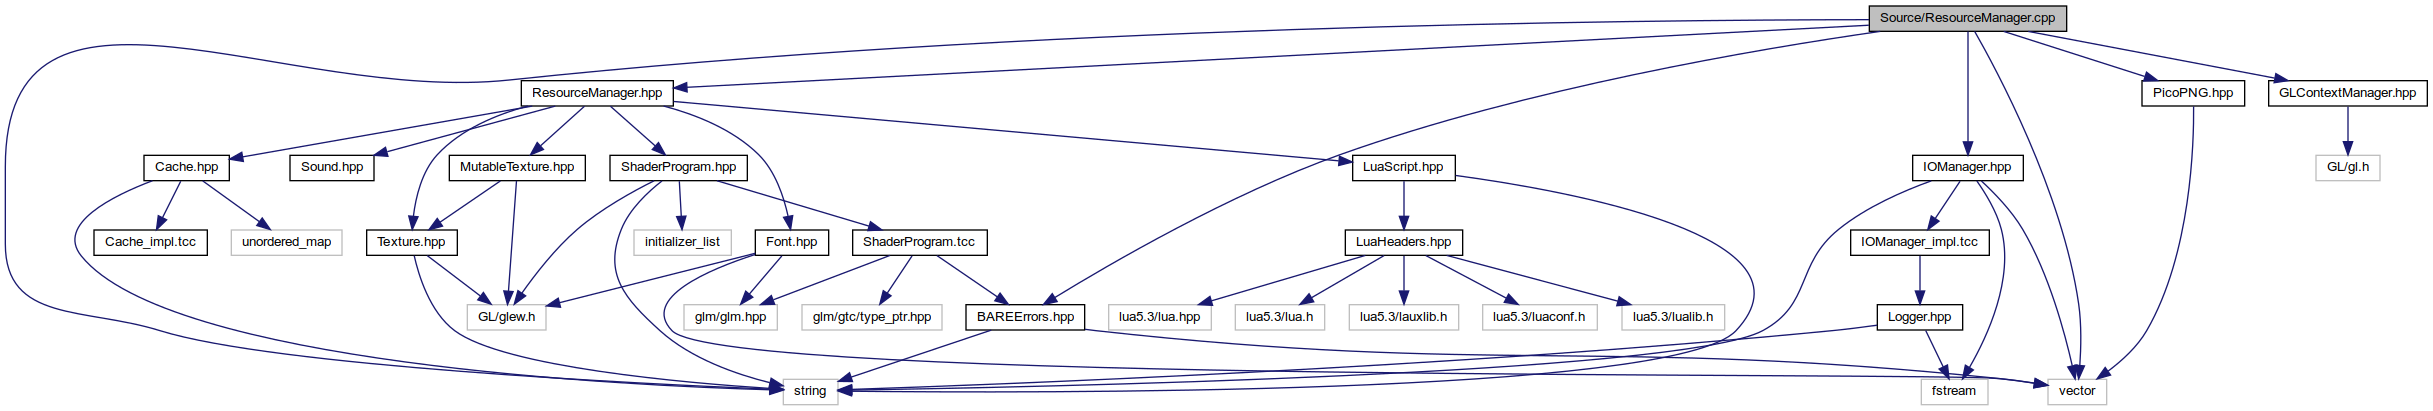 Source/ResourceManager.cpp
ResourceManager.hpp
PicoPNG.hpp
GLContextManager.hpp
Cache.hpp
Sound.hpp
MutableTexture.hpp
ShaderProgram.hpp
LuaScript.hpp
IOManager.hpp
GL/gl.h
Cache_impl.tcc
unordered_map
Texture.hpp
initializer_list
Font.hpp
ShaderProgram.tcc
LuaHeaders.hpp
IOManager_impl.tcc
GL/glew.h
glm/glm.hpp
glm/gtc/type_ptr.hpp
BAREErrors.hpp
lua5.3/lua.hpp
lua5.3/lua.h
lua5.3/lauxlib.h
lua5.3/luaconf.h
lua5.3/lualib.h
Logger.hpp
string
fstream
vector